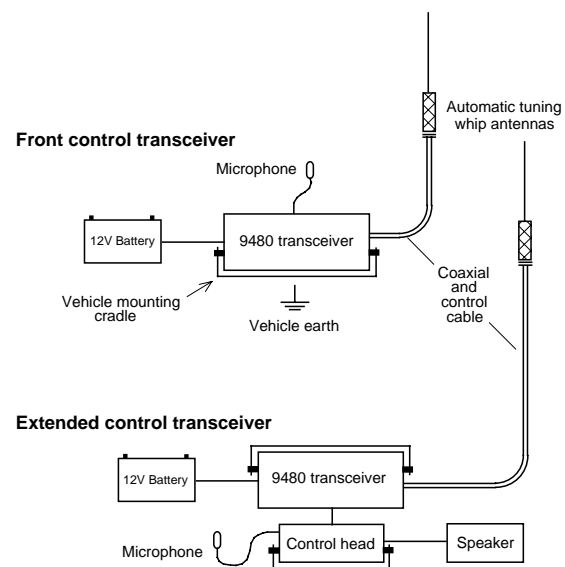 Automatic tuning
whip antennas
Front control transceiver
Microphone
12V Battery
9480 transceiver
Vehicle mounting
cradle
Vehicle earth
Coaxial
and
control
cable
Extended control transceiver
12V Battery
9480 transceiver
Microphone
Control head
Speaker